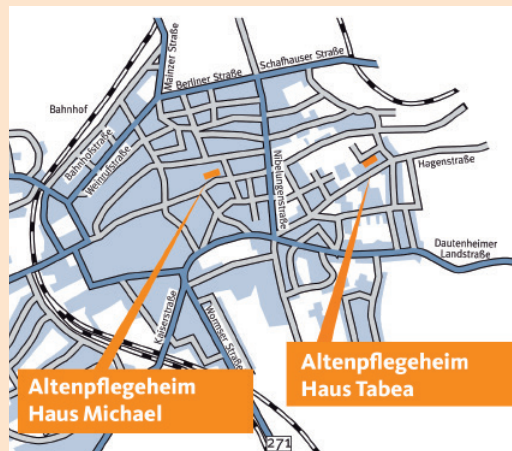 Mainzer Straße
Schafhauser Straße
Berliner Straße
Bahnhof
Bahnhofstraße
Weinrufstraße
Nibelungenstraße
Hagenstraße
Dautenheimer
Landstraße
Kaiserstraße
Wormser Straße
Altenpflegeheim
Haus Michael
Altenpflegeheim
Haus Tabea
271